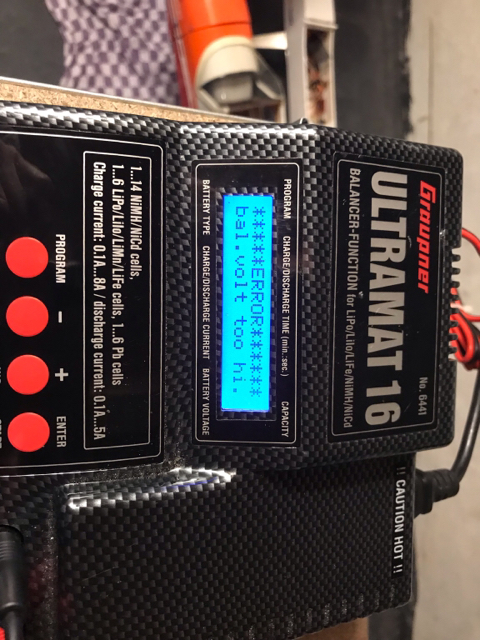 Graupner
No. 6441
ULTRAMAT 16
BALANCER-FUNCTION for LiPo/LiIo/LiFe/NiMH/NiCd
PROGRAM CHARGE/DISCHARGE TIME (min.:sec.) CAPACITY
*****ERROR******
bal.volt too hi.
BATTERY TYPE CHARGE/DISCHARGE CURRENT BATTERY VOLTAGE
1...14 NiMH/NiCd cells,
1...6 LiPo/LiIo/LiMn/LiFe cells, 1...6 Pb cells
Charge current: 0.1A...8A / discharge current: 0.1A...5A
PROGRAM
−
+
ENTER
!! CAUTION HOT !!